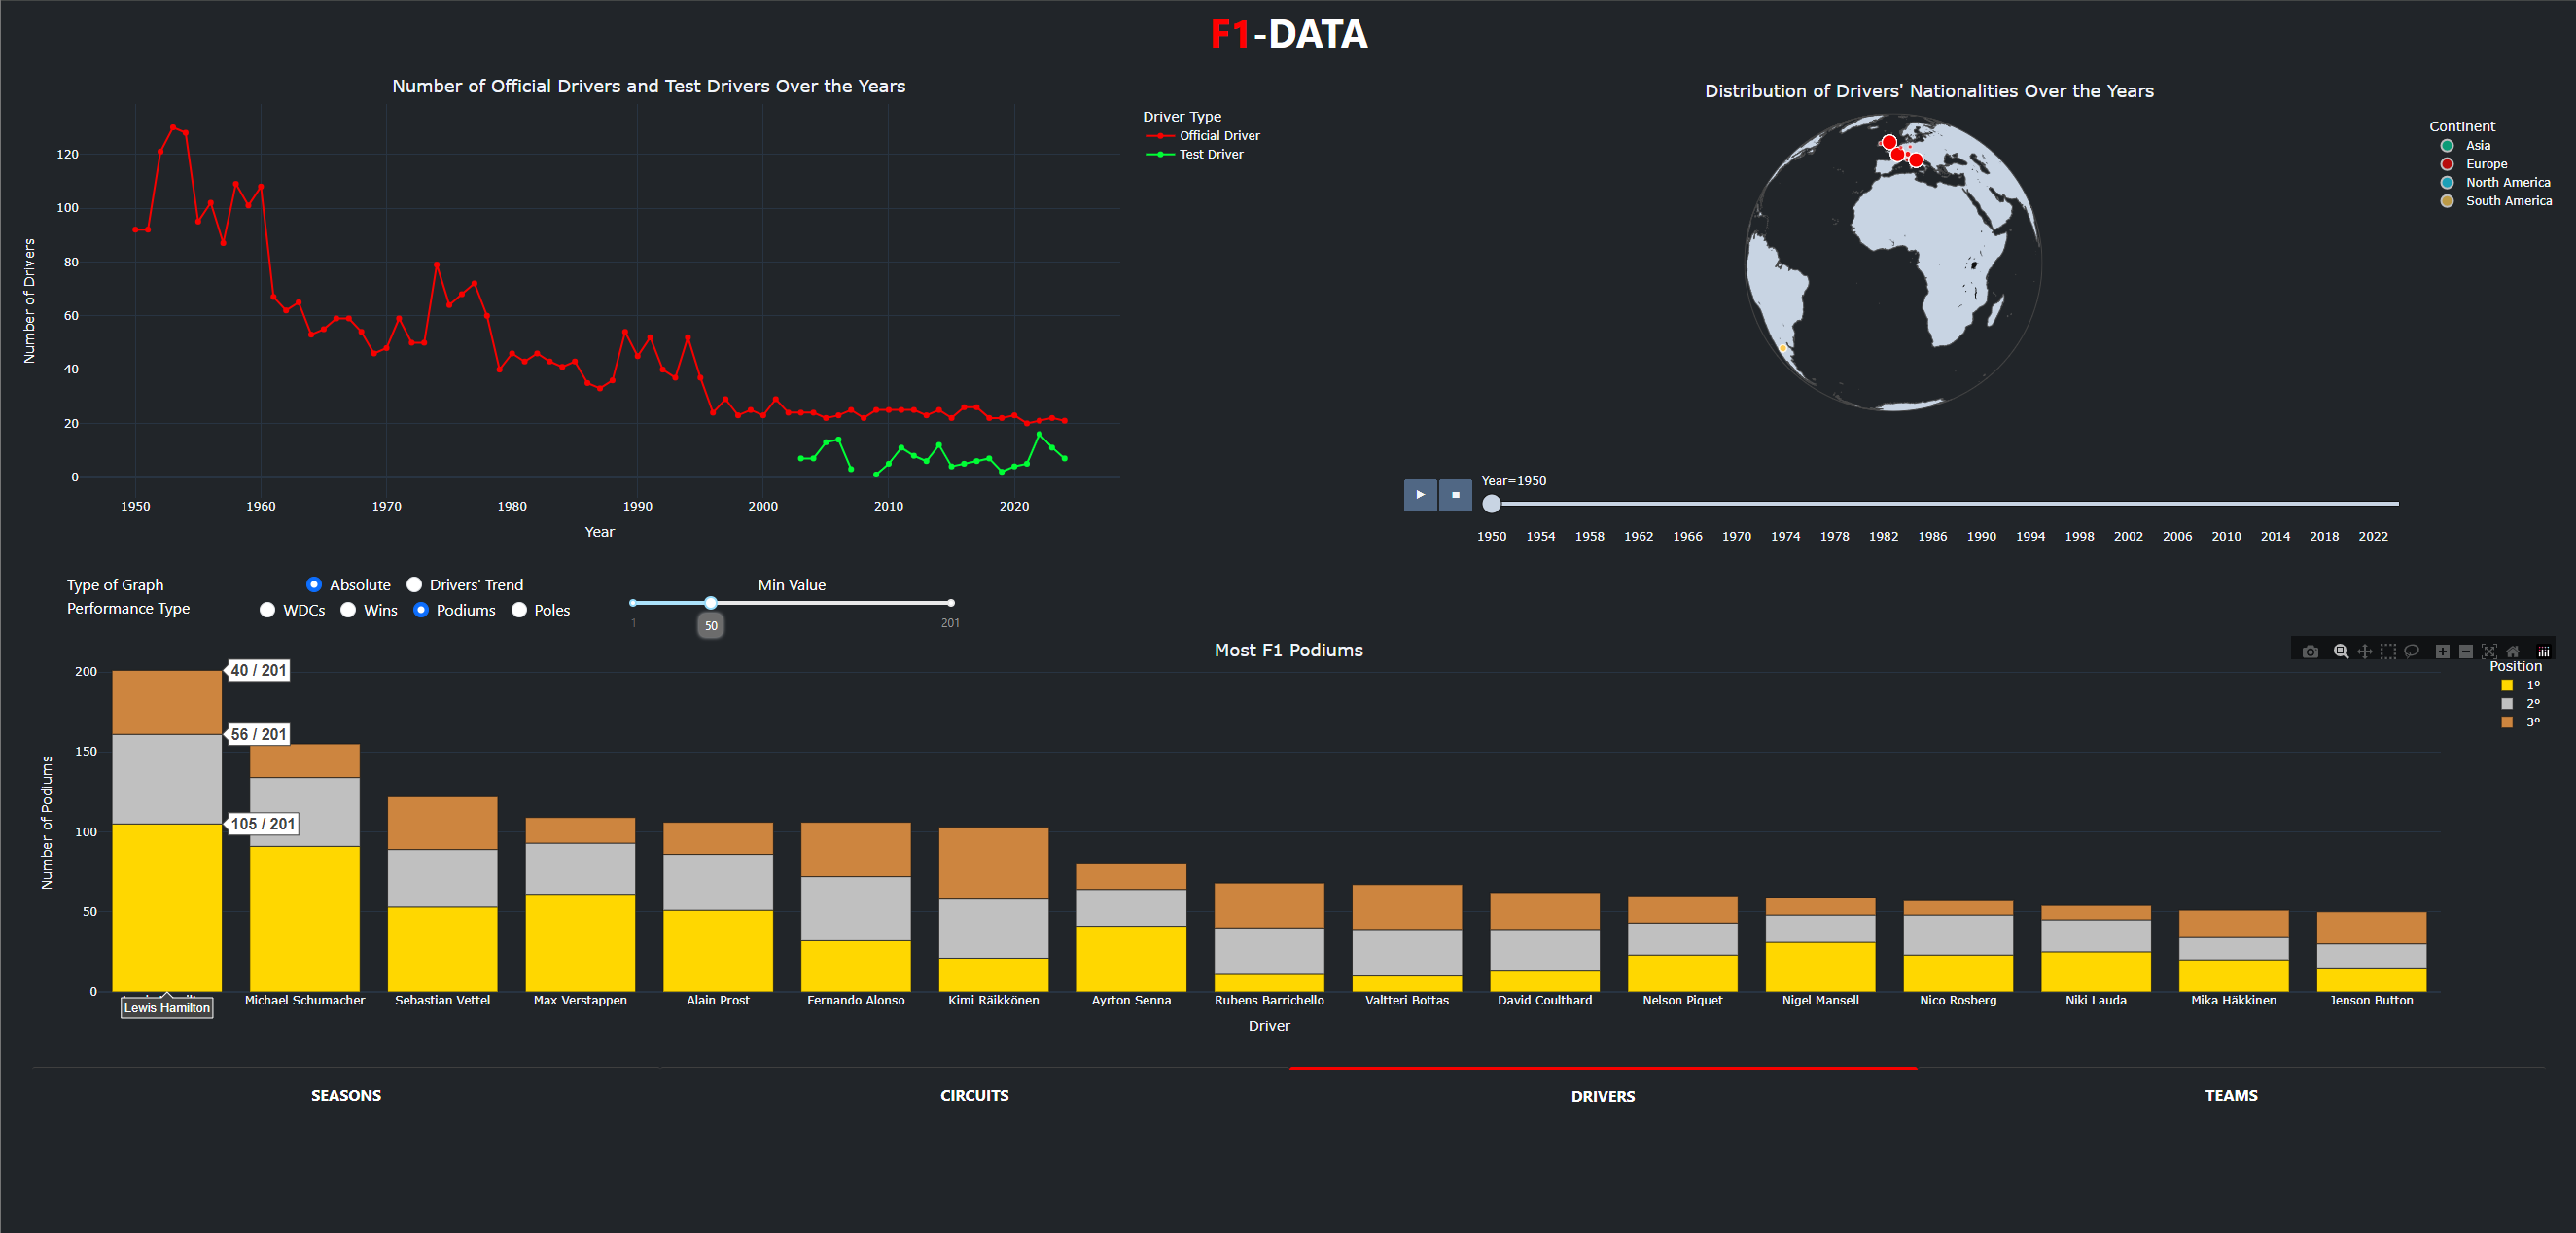 F1-DATA
Number of Official Drivers and Test Drivers Over the Years
Number of Drivers
120
100
80
60
40
20
0
1950 1960 1970 1980 1990 2000 2010 2020
Year
Driver Type
Official Driver
Test Driver
Distribution of Drivers' Nationalities Over the Years
Continent
Asia
Europe
North America
South America
Year=1950
1950 1954 1958 1962 1966 1970 1974 1978 1982 1986 1990 1994 1998 2002 2006 2010 2014 2018 2022
Type of Graph Absolute Drivers' Trend
Performance Type WDCs Wins Podiums Poles
Min Value
1 50 201
Most F1 Podiums
Number of Podiums
200
150
100
50
0
40 / 201
56 / 201
105 / 201
Position
1º
2º
3º
Lewis Hamilton Michael Schumacher Sebastian Vettel Max Verstappen Alain Prost Fernando Alonso Kimi Räikkönen Ayrton Senna Rubens Barrichello Valtteri Bottas David Coulthard Nelson Piquet Nigel Mansell Nico Rosberg Niki Lauda Mika Häkkinen Jenson Button
Driver
SEASONS CIRCUITS DRIVERS TEAMS